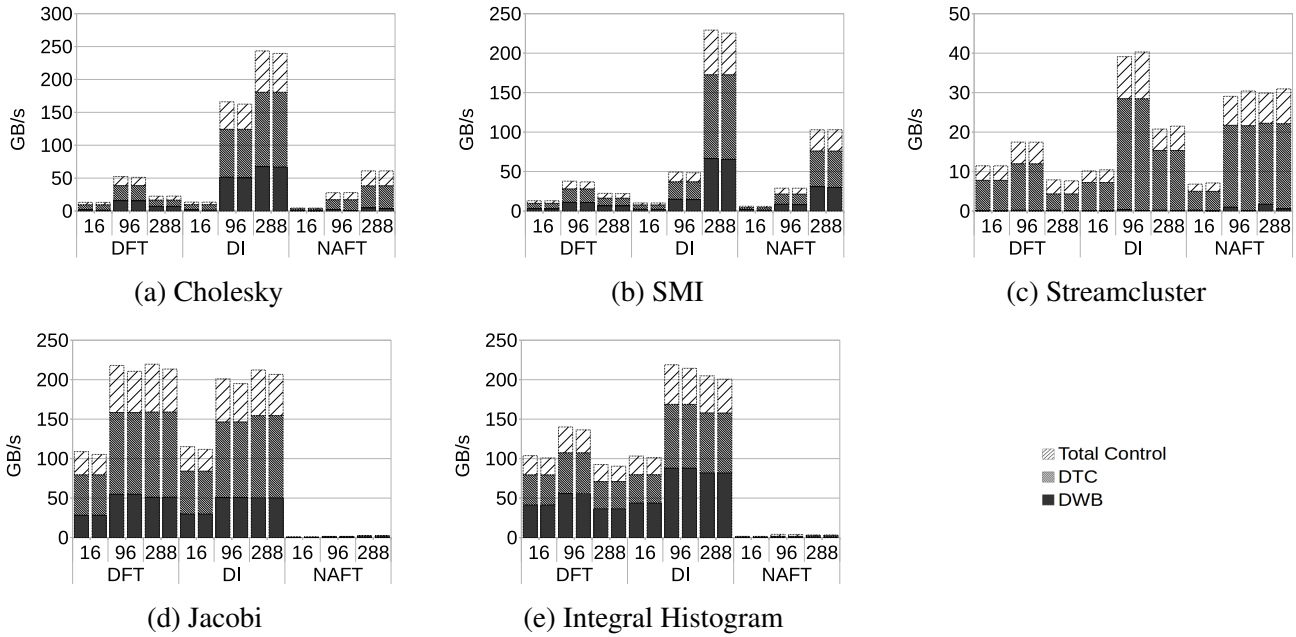 300
250
200
150
100
50
0
GB/s
16 96 288 16 96 288 16 96 288
DFT DI NAFT
(a) Cholesky
250
200
150
100
50
0
GB/s
16 96 288 16 96 288 16 96 288
DFT DI NAFT
(b) SMI
50
40
30
20
10
0
GB/s
16 96 288 16 96 288 16 96 288
DFT DI NAFT
(c) Streamcluster
250
200
150
100
50
0
GB/s
16 96 288 16 96 288 16 96 288
DFT DI NAFT
(d) Jacobi
250
200
150
100
50
0
GB/s
16 96 288 16 96 288 16 96 288
DFT DI NAFT
(e) Integral Histogram
Total Control
DTC
DWB